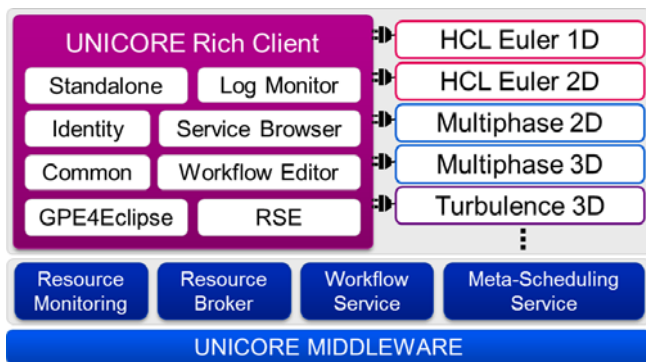 UNICORE Rich Client
Standalone
Log Monitor
Identity
Service Browser
Common
Workflow Editor
GPE4Eclipse
RSE
HCL Euler 1D
HCL Euler 2D
Multiphase 2D
Multiphase 3D
Turbulence 3D
Resource
Monitoring
Resource
Broker
Workflow
Service
Meta-Scheduling
Service
UNICORE MIDDLEWARE